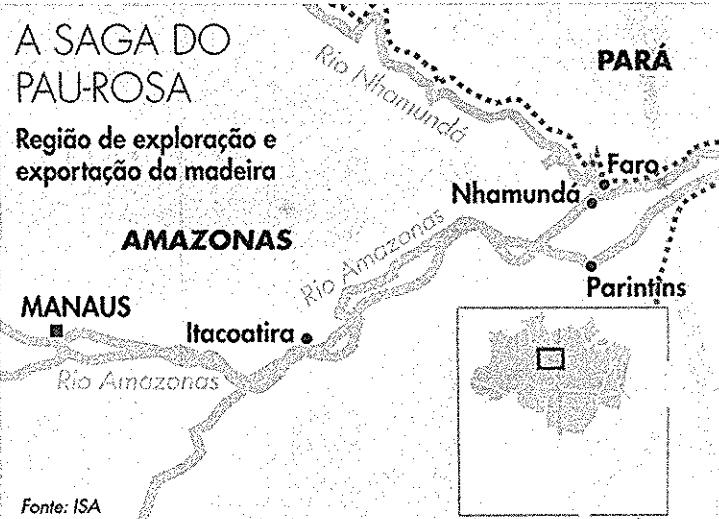 A SAGA DO
PAU-ROSA
Região de exploração e
exportação da madeira
PARÁ
Rio Nhamundá
Faro
Nhamundá
AMAZONAS
Rio Amazonas
Parintins
MANAUS
Itacoatira
Rio Amazonas
Fonte: ISA